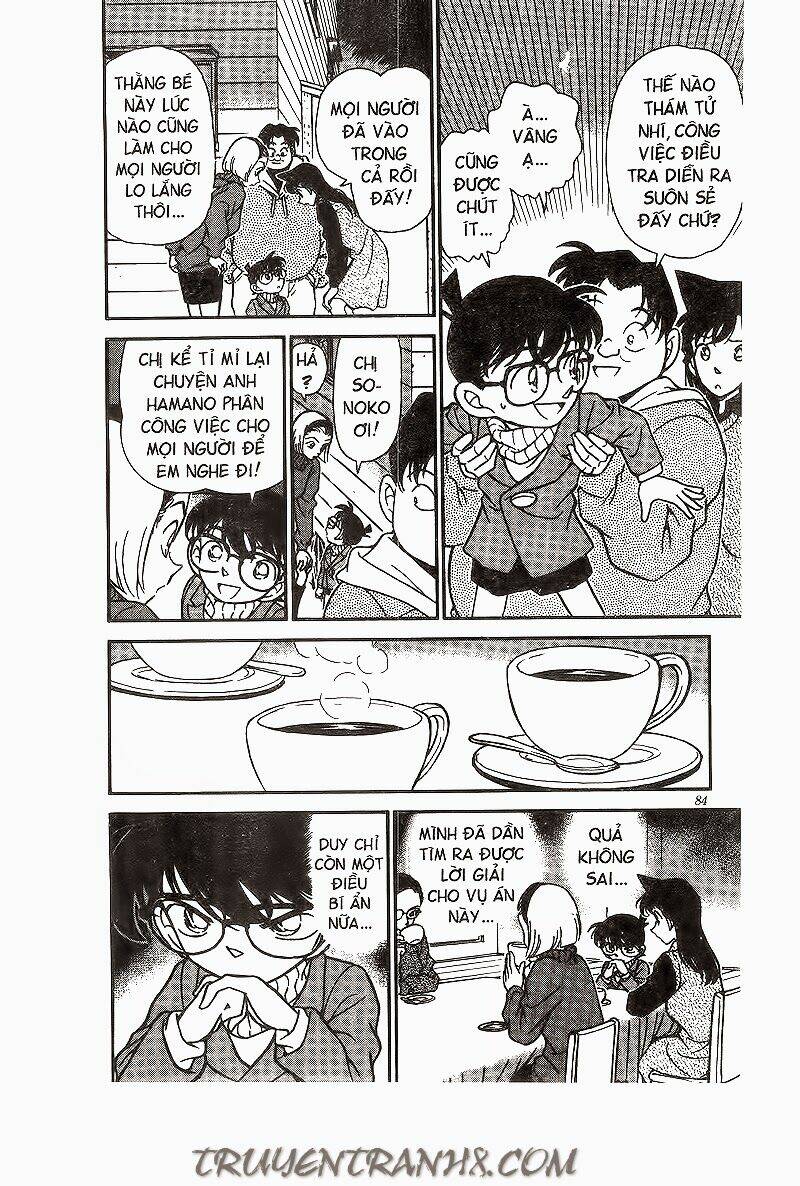 THẾ NÀO
THÁM TỬ
NHÍ, CÔNG
VIỆC ĐIỀU
TRA DIỄN RA
SUÔN SẺ
ĐẤY CHỨ?
À...
VÂNG
Ạ...
CŨNG
ĐƯỢC
CHÚT
ÍT...
MỌI NGƯỜI
ĐÃ VÀO
TRONG
CẢ RỒI
ĐẤY!
THẰNG BÉ
NÀY LÚC
NÀO CŨNG
LÀM CHO
MỌI NGƯỜI
LO LẮNG
THÔI...
CHỊ
SO-
NOKO
ƠI!
HẢ
?
CHỊ KỂ TỈ MỈ LẠI
CHUYỆN ANH
HAMANO PHÂN
CÔNG VIỆC CHO
MỌI NGƯỜI ĐỂ
EM NGHE ĐI!
84
QUẢ
KHÔNG
SAI...
MÌNH ĐÃ DẦN
TÌM RA ĐƯỢC
LỜI GIẢI
CHO VỤ ÁN
NÀY...
DUY CHỈ
CÒN MỘT
ĐIỀU
BÍ ẨN
NỮA...
TRUYENTRANH8.COM